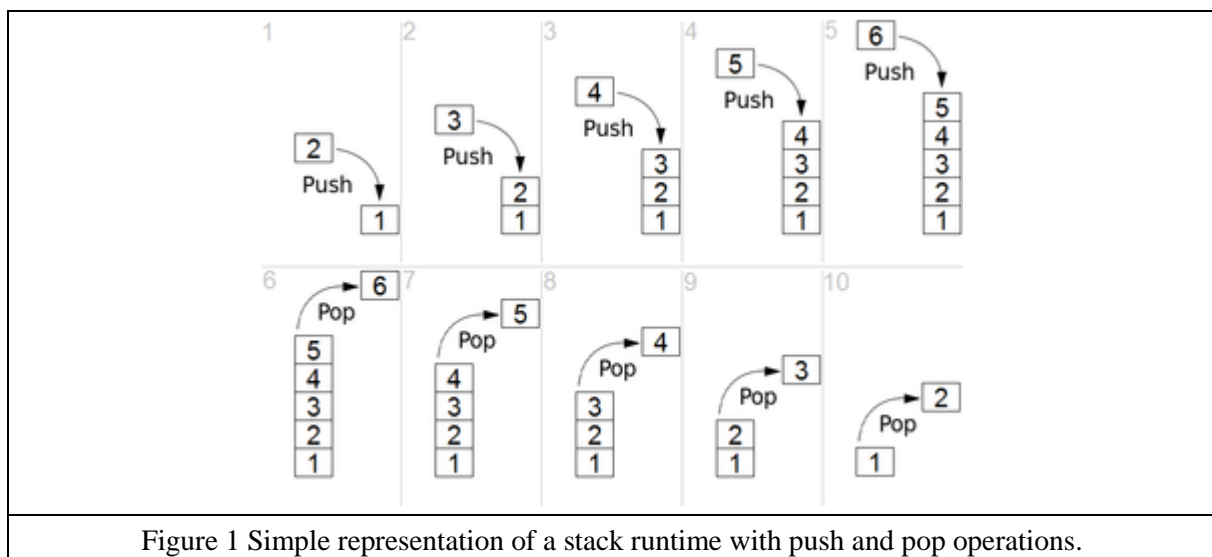 1 2 3 4 5
6
5 Push
4 Push 5
3 Push 4 4
2 Push 3 3 3
Push 2 2 2 2
1 1 1 1 1
6 6 7 8 9 10
Pop 5
5 Pop 4
4 4 Pop 3
3 3 3 Pop 2
2 2 2 2 Pop
1 1 1 1 1
Figure 1 Simple representation of a stack runtime with push and pop operations.